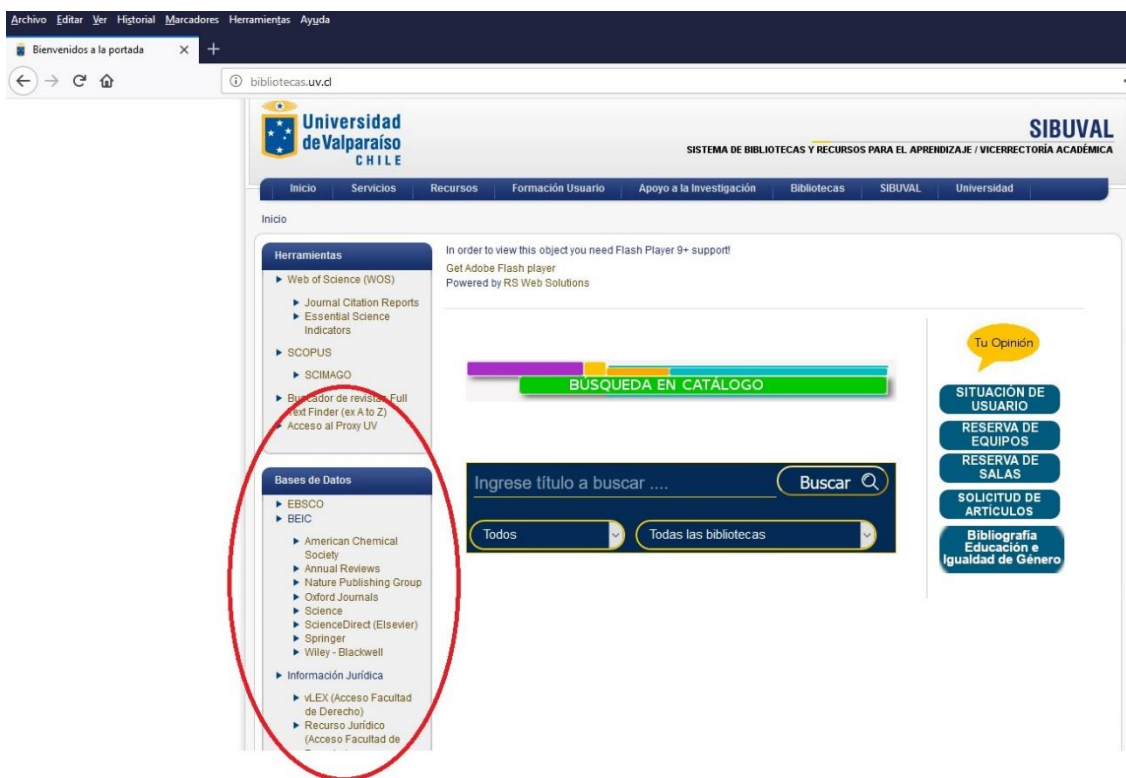 Archivo Editar Ver Historial Marcadores Herramientas Ayuda
Bienvenidos a la portada
bibliotecas.uv.cl
Universidad
de Valparaíso
CHILE
SIBUVAL
SISTEMA DE BIBLIOTECAS Y RECURSOS PARA EL APRENDIZAJE / VICERRECTORÍA ACADÉMICA
Inicio Servicios Recursos Formación Usuario Apoyo a la Investigación Bibliotecas SIBUVAL Universidad
Inicio
Herramientas
Web of Science (WOS)
Journal Citation Reports
Essential Science
Indicators
SCOPUS
SCIMAGO
Buscador de revistas Full
Text Finder (ex A to Z)
Acceso al Proxy UV
Bases de Datos
EBSCO
BEIC
American Chemical
Society
Annual Reviews
Nature Publishing Group
Oxford Journals
Science
ScienceDirect (Elsevier)
Springer
Wiley - Blackwell
Información Jurídica
vLEX (Acceso Facultad
de Derecho)
Recurso Jurídico
(Acceso Facultad de
In order to view this object you need Flash Player 9+ support!
Get Adobe Flash player
Powered by RS Web Solutions
BÚSQUEDA EN CATÁLOGO
Ingrese título a buscar ....
Buscar
Todos
Todas las bibliotecas
Tu Opinión
SITUACIÓN DE
USUARIO
RESERVA DE
EQUIPOS
RESERVA DE
SALAS
SOLICITUD DE
ARTÍCULOS
Bibliografía
Educación e
Igualdad de Género